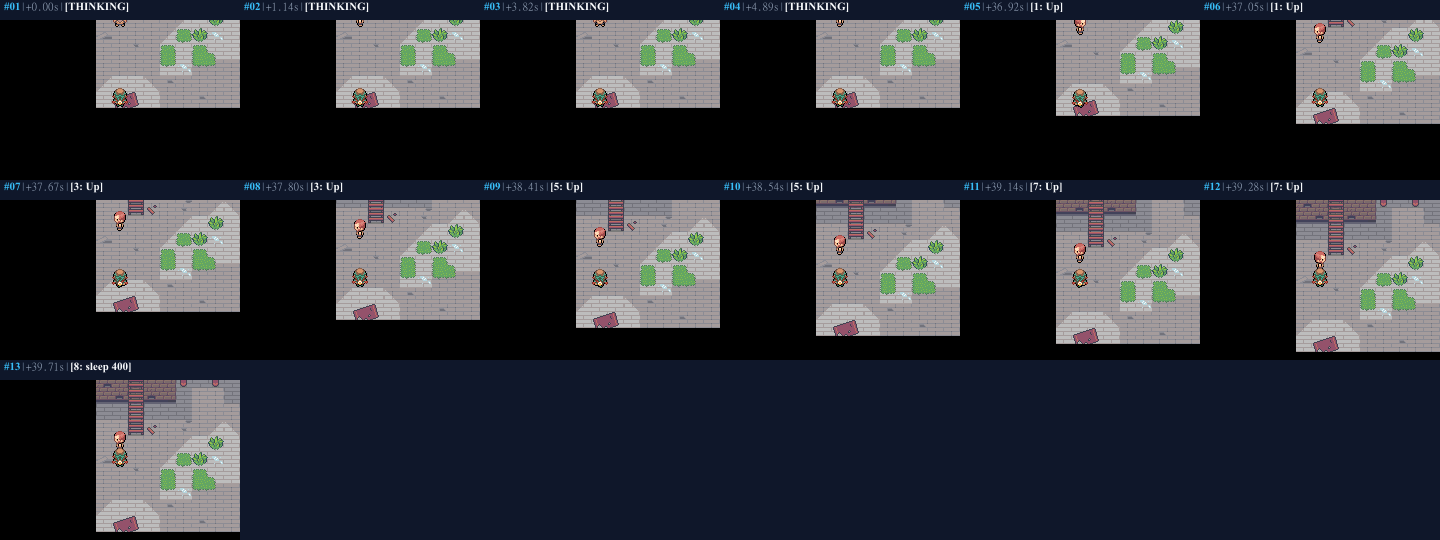 #01|+0.00s|[THINKING]
#02|+1.14s|[THINKING]
#03|+3.82s|[THINKING]
#04|+4.89s|[THINKING]
#05|+36.92s|[1: Up]
#06|+37.05s|[1: Up]
#07|+37.67s|[3: Up]
#08|+37.80s|[3: Up]
#09|+38.41s|[5: Up]
#10|+38.54s|[5: Up]
#11|+39.14s|[7: Up]
#12|+39.28s|[7: Up]
#13|+39.71s|[8: sleep 400]